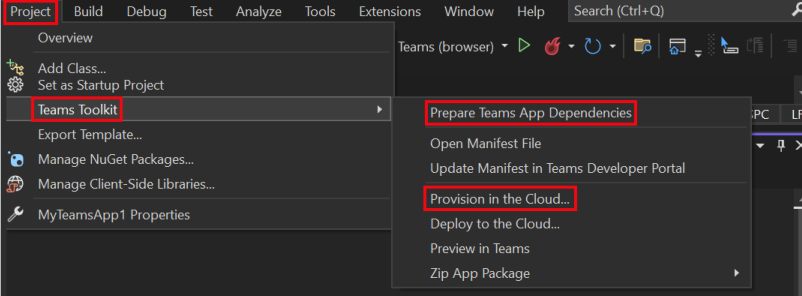 Project Build Debug Test Analyze Tools Extensions Window Help Search (Ctrl+Q)
Overview
Teams (browser)
Add Class...
Set as Startup Project
Teams Toolkit
Prepare Teams App Dependencies
Export Template...
Open Manifest File
Manage NuGet Packages...
Update Manifest in Teams Developer Portal
Manage Client-Side Libraries...
Provision in the Cloud...
MyTeamsApp1 Properties
Deploy to the Cloud...
Preview in Teams
Zip App Package